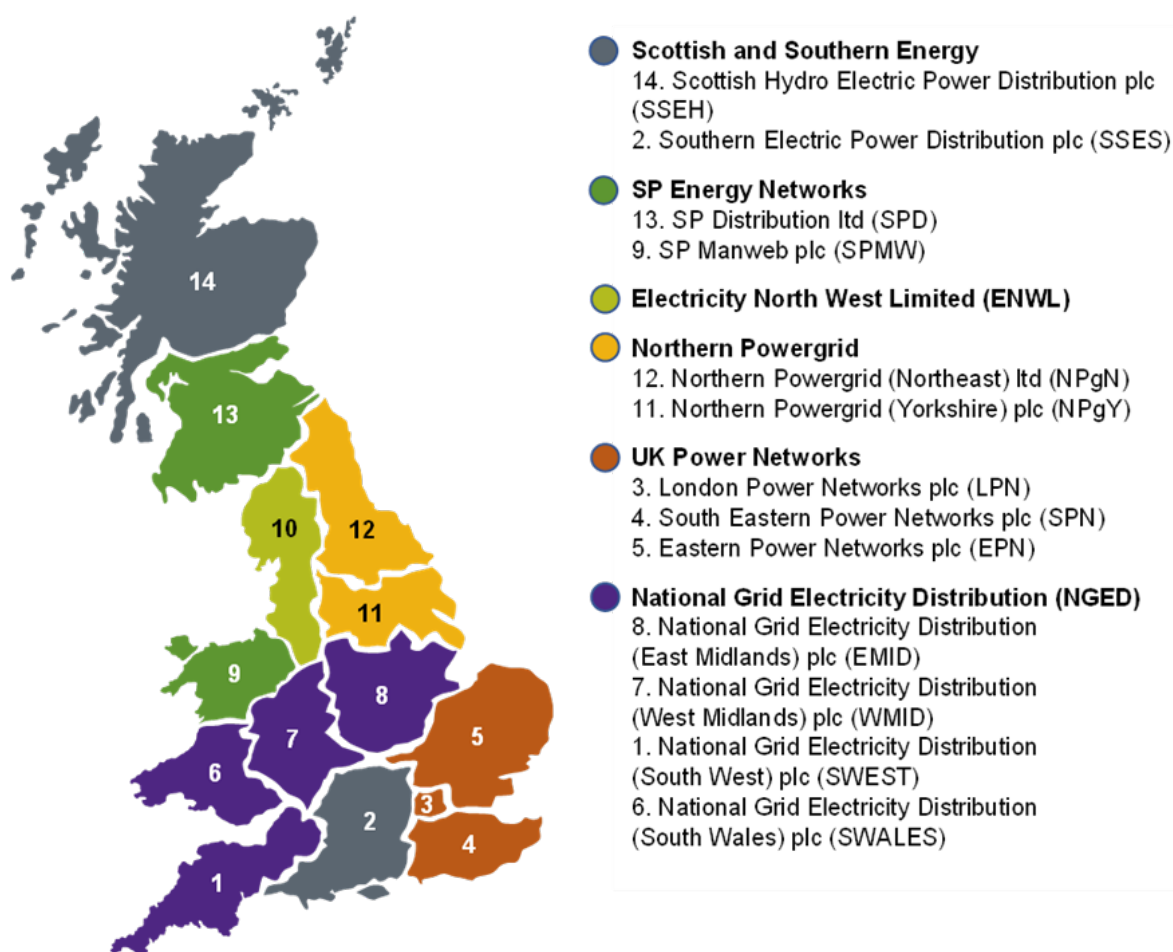 Scottish and Southern Energy
14. Scottish Hydro Electric Power Distribution plc
(SSEH)
2. Southern Electric Power Distribution plc (SSES)
SP Energy Networks
13. SP Distribution ltd (SPD)
9. SP Manweb plc (SPMW)
Electricity North West Limited (ENWL)
Northern Powergrid
12. Northern Powergrid (Northeast) ltd (NPgN)
11. Northern Powergrid (Yorkshire) plc (NPgY)
UK Power Networks
3. London Power Networks plc (LPN)
4. South Eastern Power Networks plc (SPN)
5. Eastern Power Networks plc (EPN)
National Grid Electricity Distribution (NGED)
8. National Grid Electricity Distribution
(East Midlands) plc (EMID)
7. National Grid Electricity Distribution
(West Midlands) plc (WMID)
1. National Grid Electricity Distribution
(South West) plc (SWEST)
6. National Grid Electricity Distribution
(South Wales) plc (SWALES)
14
13
10
12
11
9
8
7
5
6
3
2
4
1